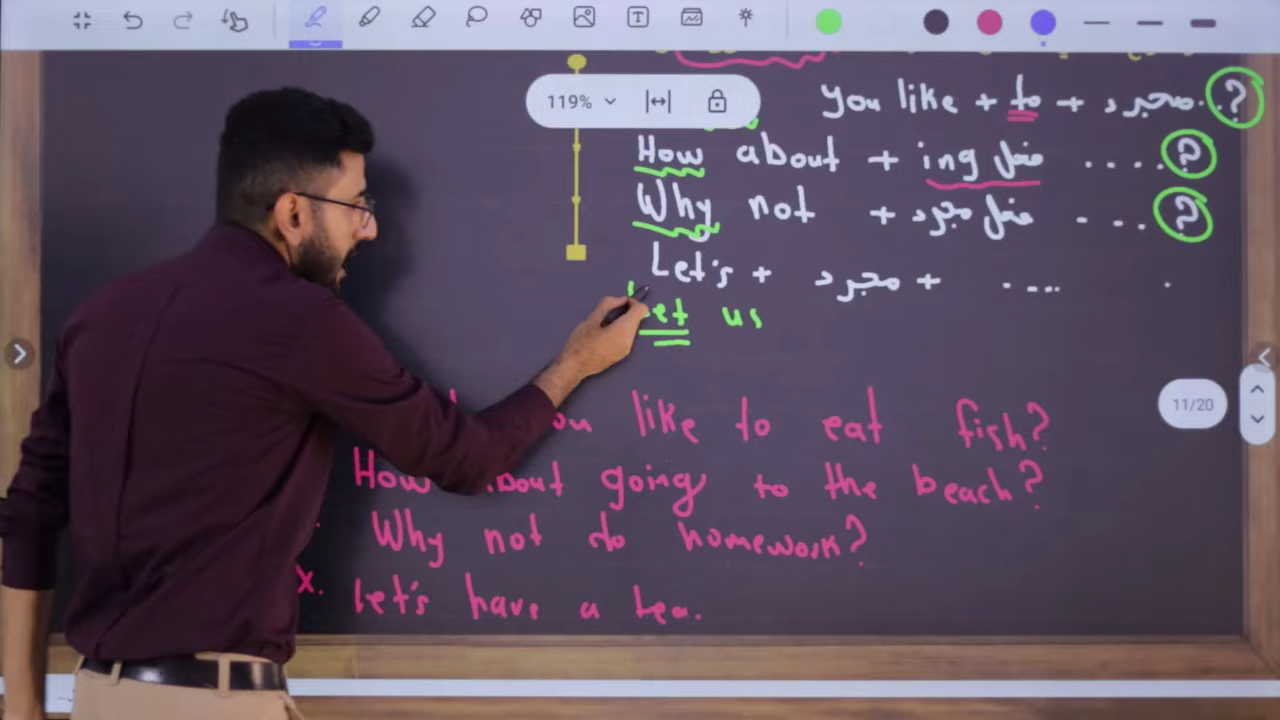 119%
You like + to + مجرد ..?
How about + ing فعل ....?
Why not + فعل مجرد ....?
Let's + مجرد + .... .
Let us
11/20
you like to eat fish?
How about going to the beach?
Why not do homework?
x. Let's have a tea.